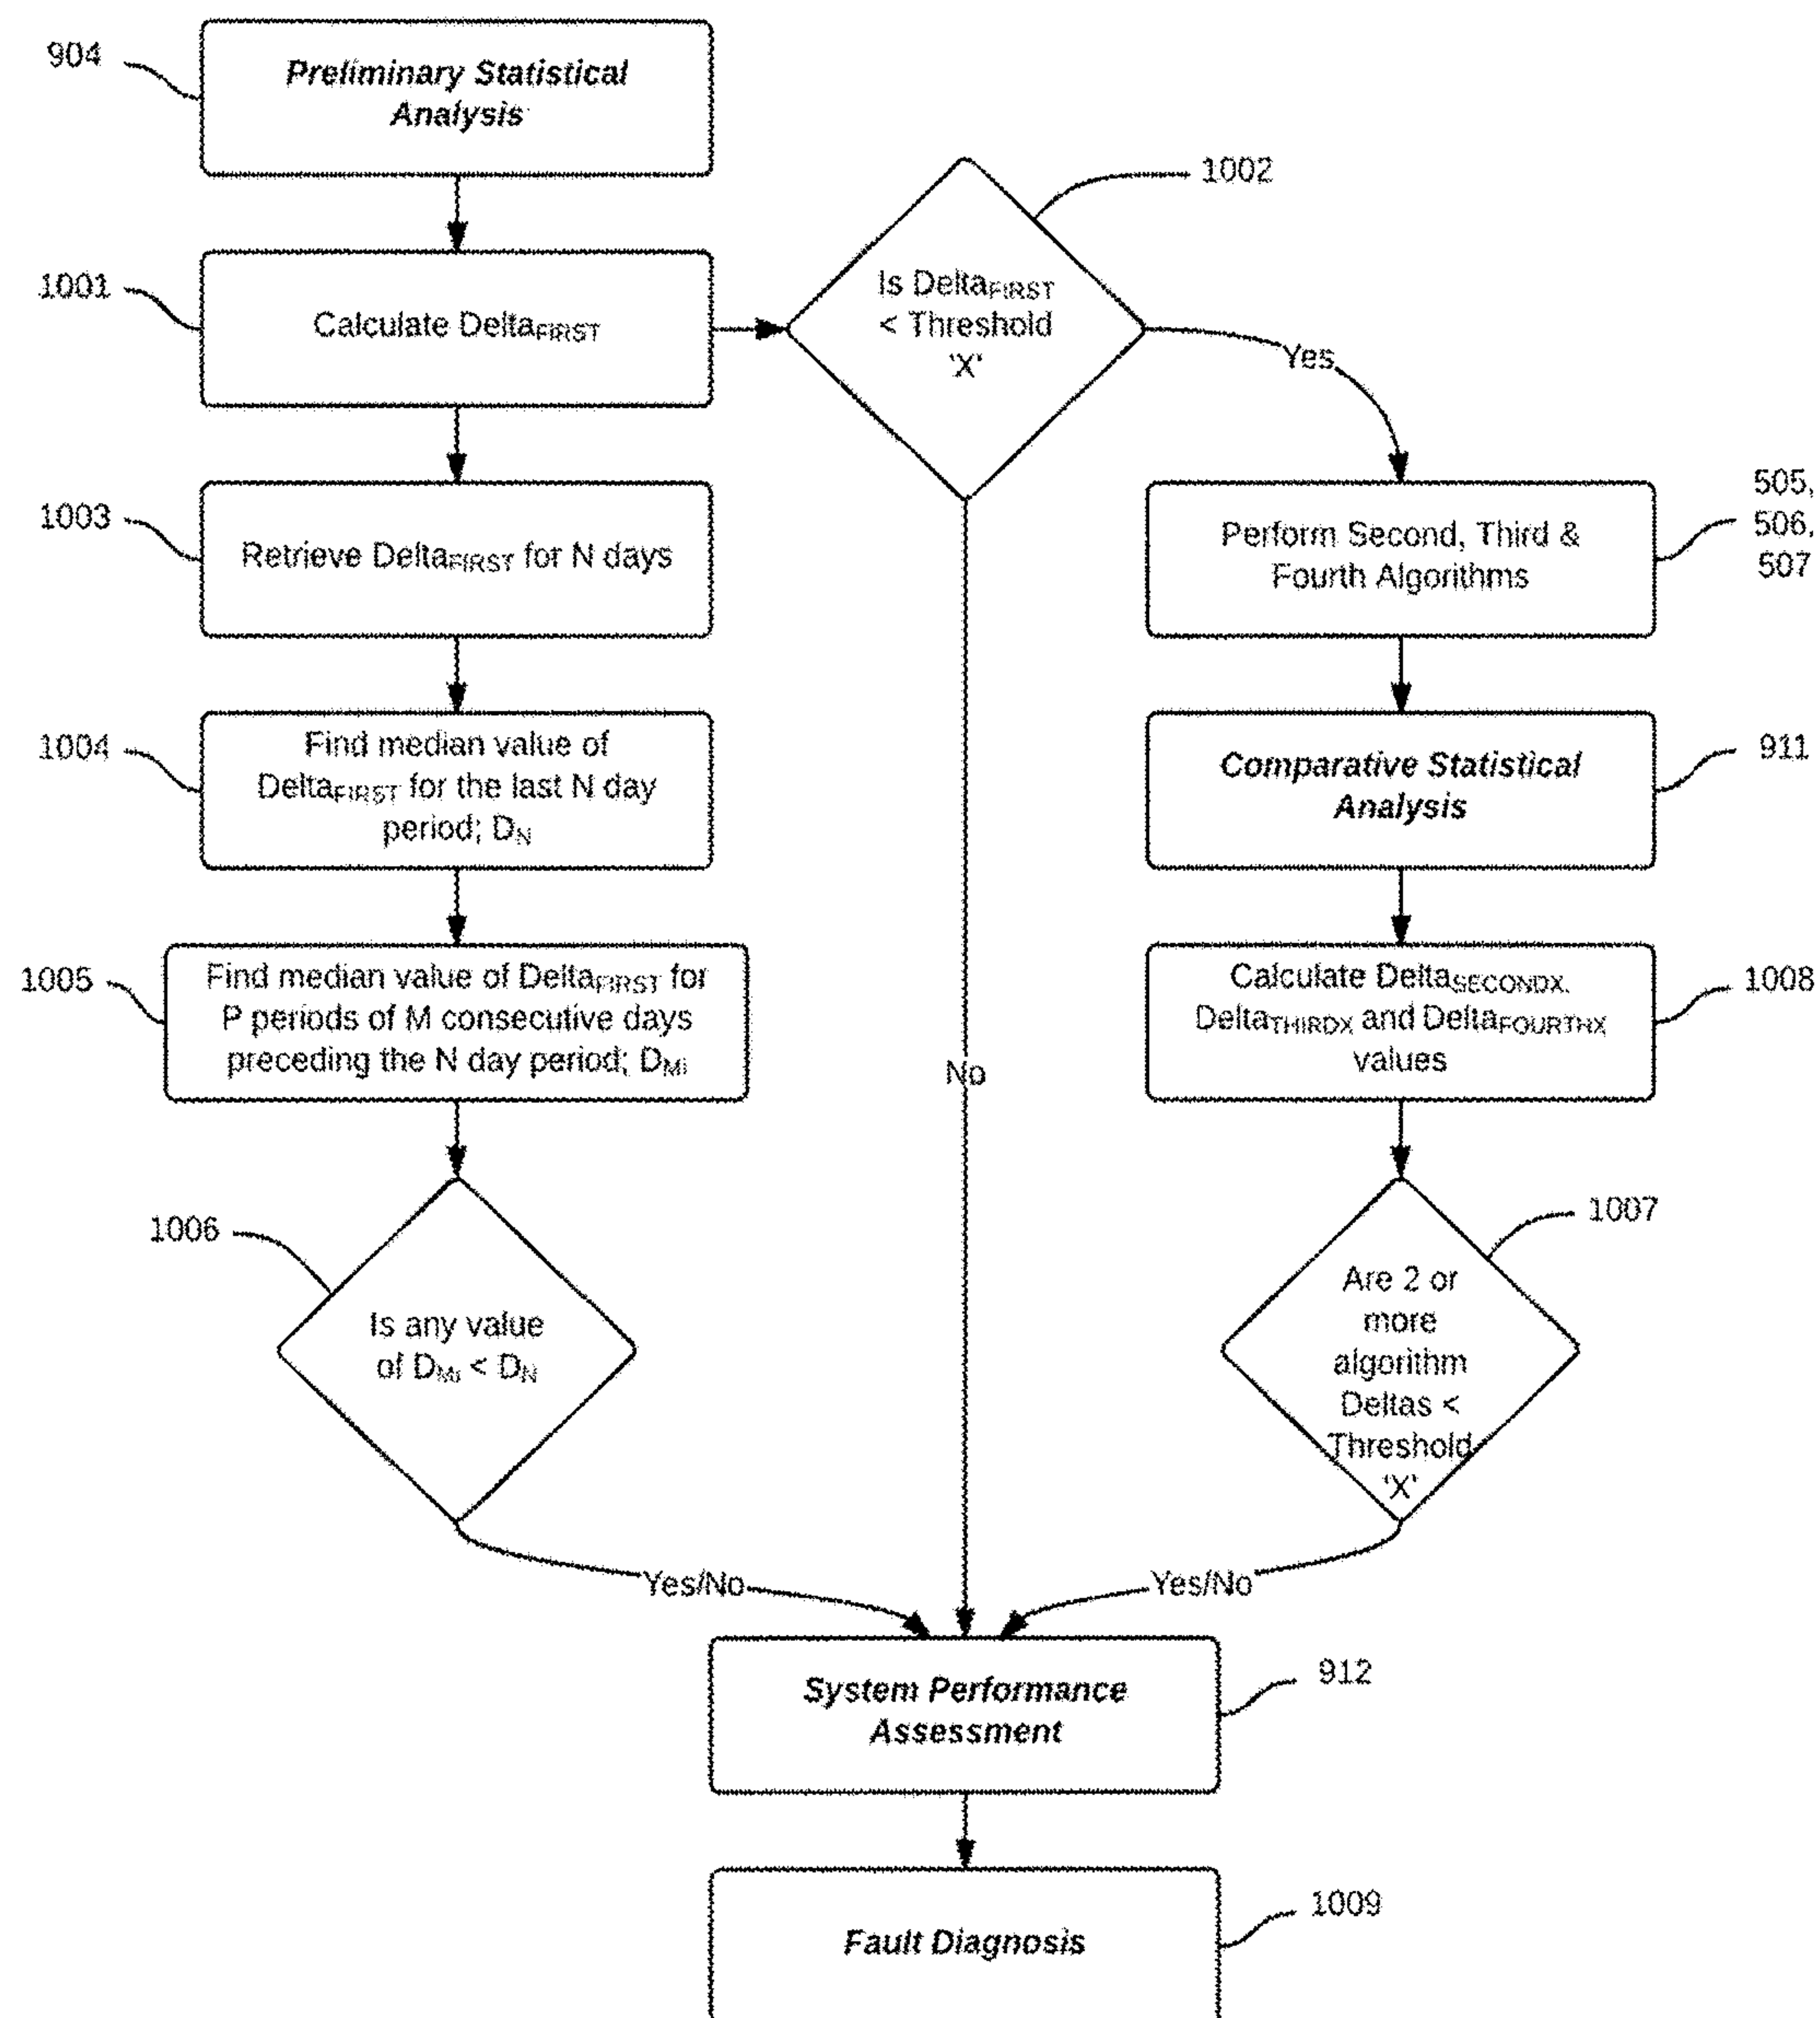 904
Preliminary Statistical
Analysis
1002
1001
Calculate DeltaFIRST
Is DeltaFIRST
< Threshold
'X'
Yes
1003
Retrieve DeltaFIRST for N days
505,
506,
507
Perform Second, Third &
Fourth Algorithms
1004
Find median value of
DeltaFIRST for the last N day
period; DN
911
Comparative Statistical
Analysis
1005
Find median value of DeltaFIRST for
P periods of M consecutive days
preceding the N day period; DMi
No
1008
Calculate DeltaSECONDX,
DeltaTHIRDX and DeltaFOURTHX
values
1006
Is any value
of DMi < DN
1007
Are 2 or
more
algorithm
Deltas <
Threshold
'X'
Yes/No
Yes/No
912
System Performance
Assessment
1009
Fault Diagnosis